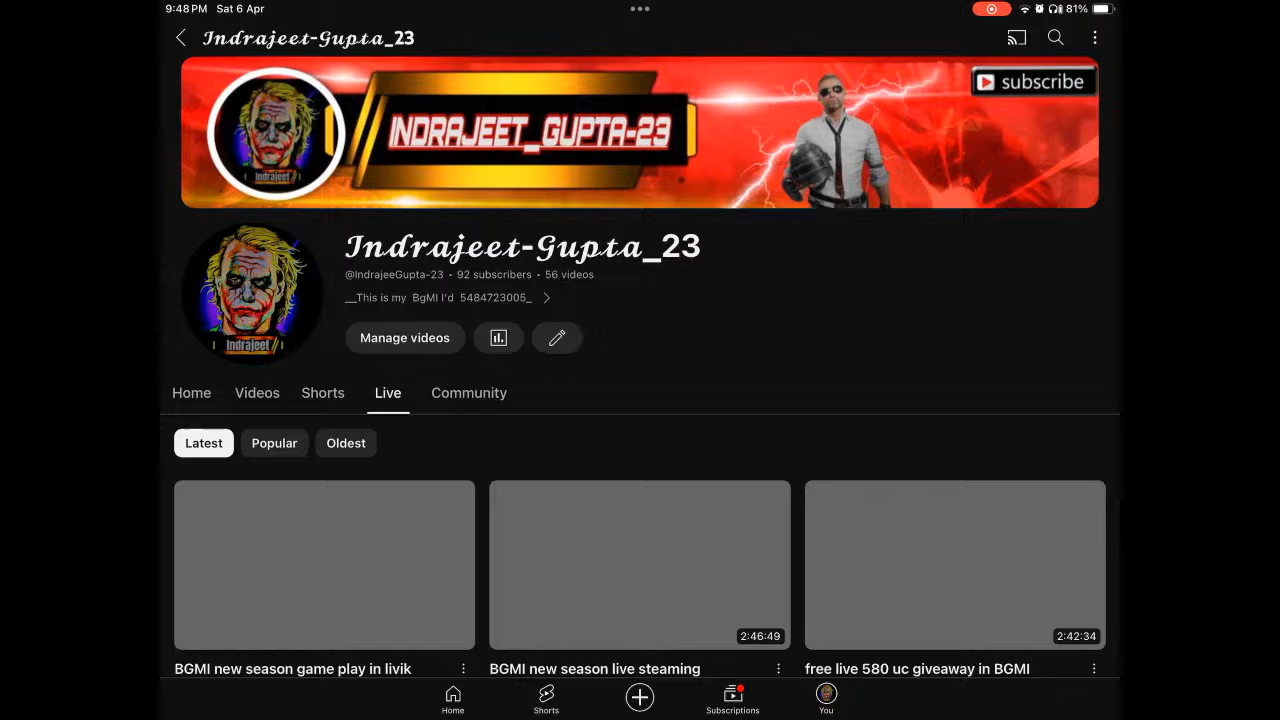 9:48 PM Sat 6 Apr
81%
Indrajeet-Gupta_23
subscribe
INDRAJEET_GUPTA-23
Indrajeet
Indrajeet-Gupta_23
@IndrajeeGupta-23 • 92 subscribers • 56 videos
__This is my BgMI I'd 5484723005_
Indrajeet
Manage videos
Home Videos Shorts Live Community
Latest Popular Oldest
2:46:49 2:42:34
BGMI new season game play in livik BGMI new season live steaming free live 580 uc giveaway in BGMI
Home Shorts Subscriptions You